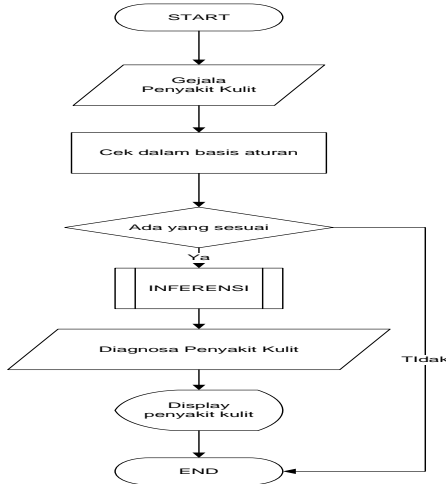 START
Gejala
Penyakit Kulit
Cek dalam basis aturan
Ada yang sesuai
Ya
INFERENSI
Diagnosa Penyakit Kulit
TIdak
Display
penyakit kulit
END